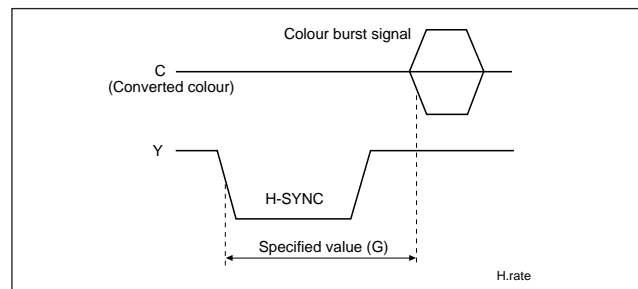 Colour burst signal
C
(Converted colour)
Y
H-SYNC
Specified value (G)
H.rate